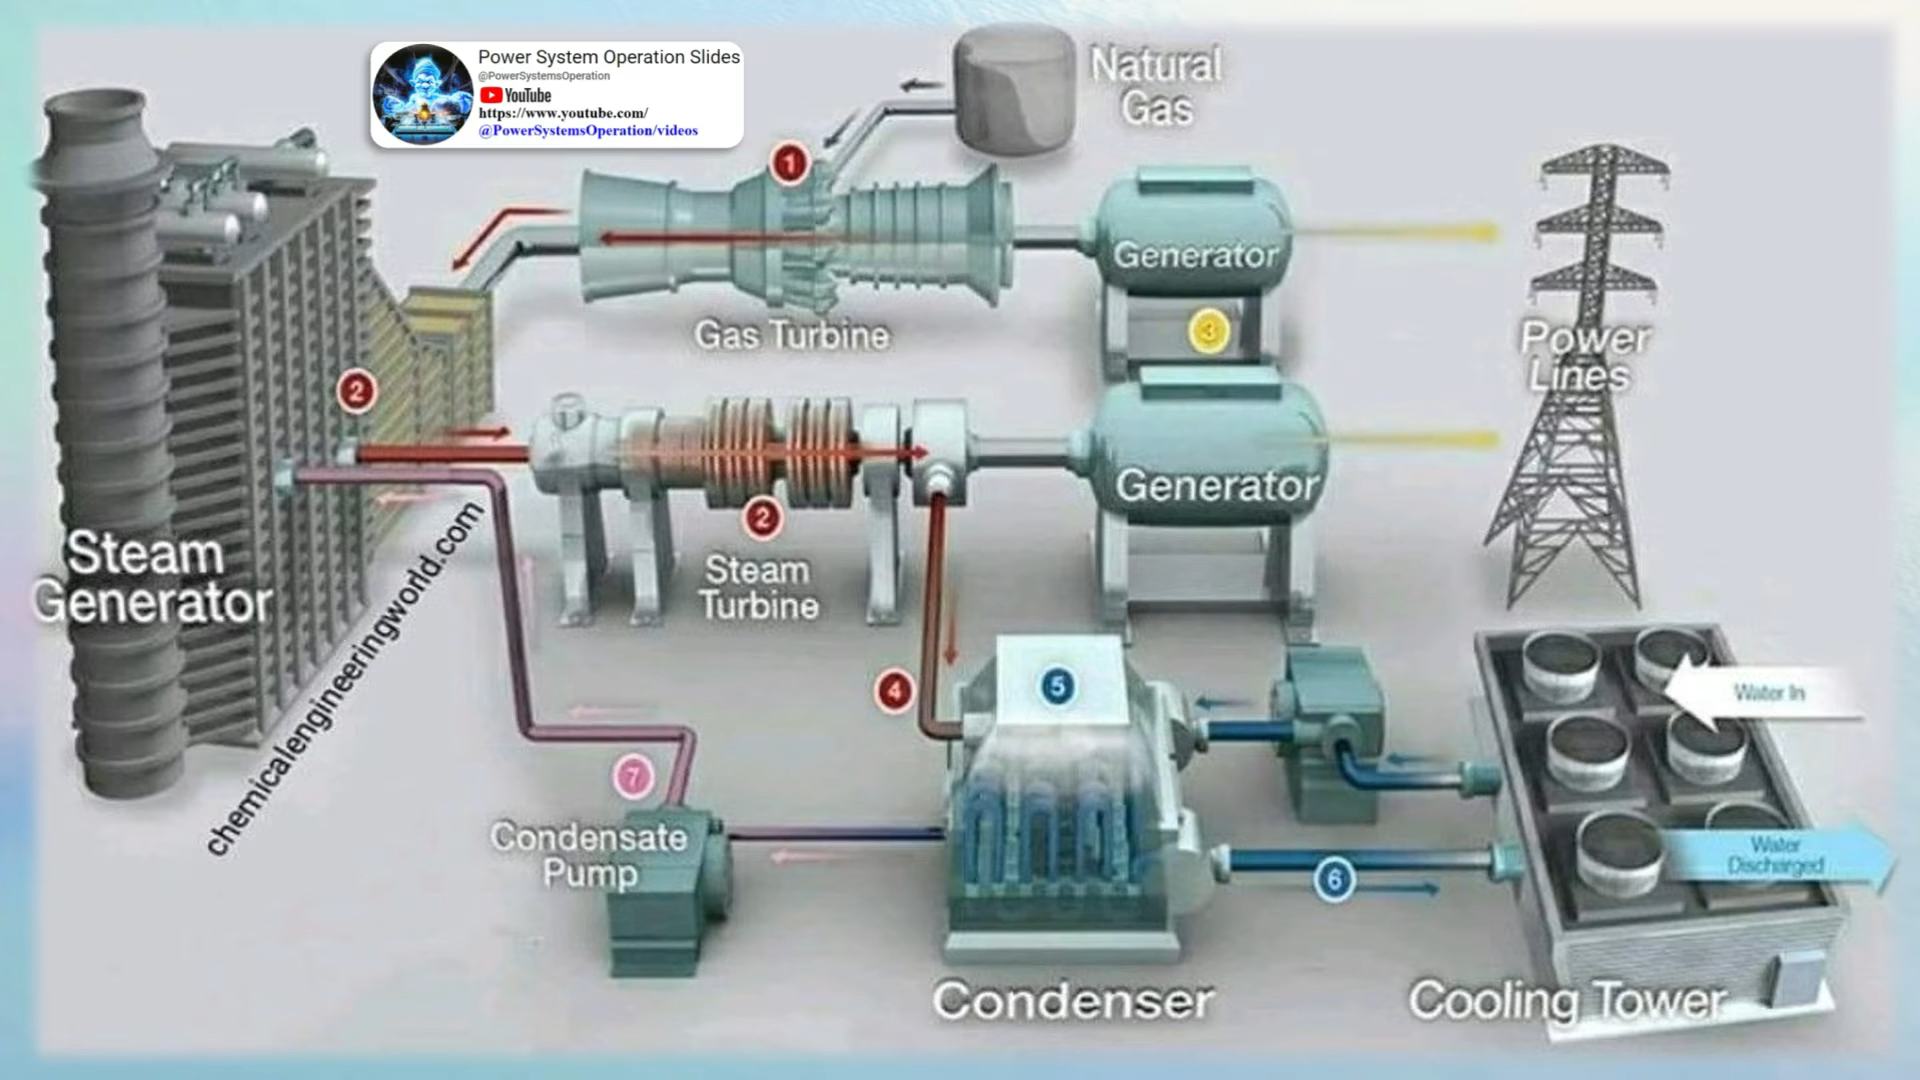 Power System Operation Slides
@PowerSystemsOperation
YouTube
https://www.youtube.com/
@PowerSystemsOperation/videos
Natural
Gas
1
Generator
Gas Turbine
3
Power
Lines
2
Generator
2
Steam
Turbine
Steam
Generator
chemicalengineeringworld.com
4
5
Water In
7
Condensate
Pump
Water
Discharged
6
Condenser
Cooling Tower